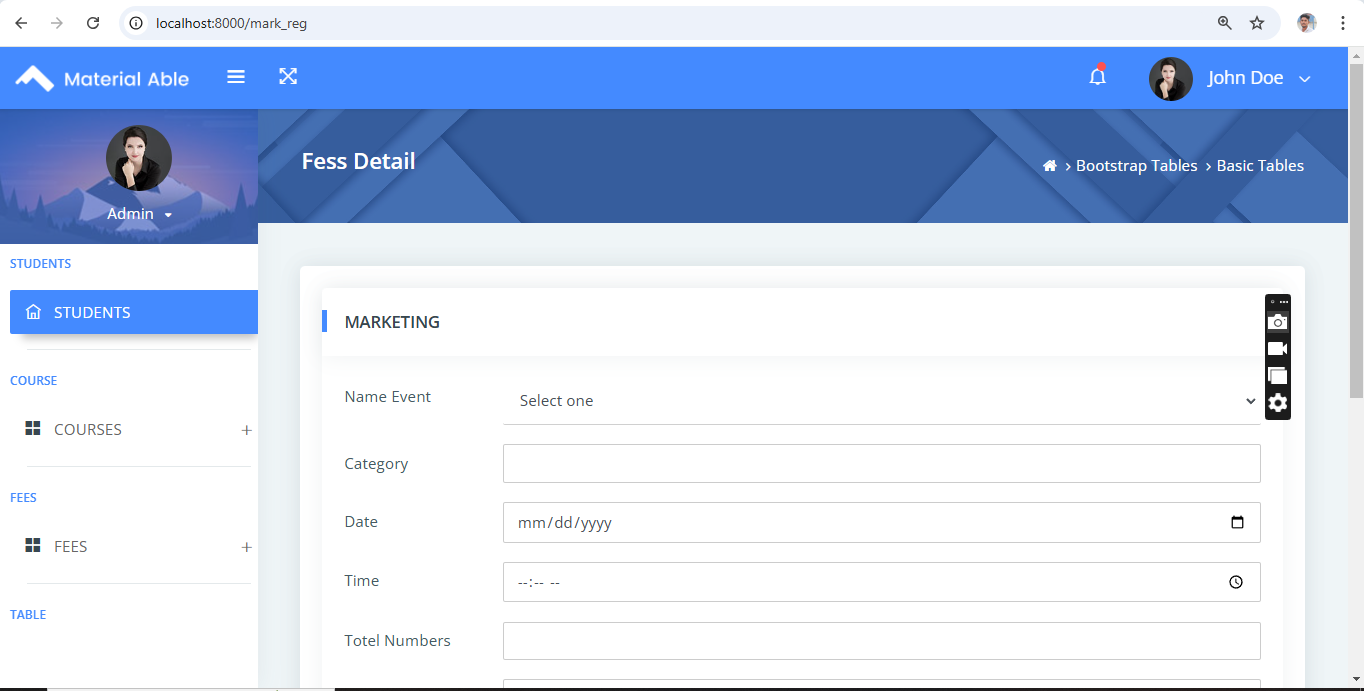 localhost:8000/mark_reg
Material Able
John Doe
Admin
Fess Detail
Bootstrap Tables
Basic Tables
STUDENTS
STUDENTS
COURSE
COURSES
FEES
FEES
TABLE
MARKETING
Name Event
Select one
Category
Date
mm/dd/yyyy
Time
--:-- --
Totel Numbers